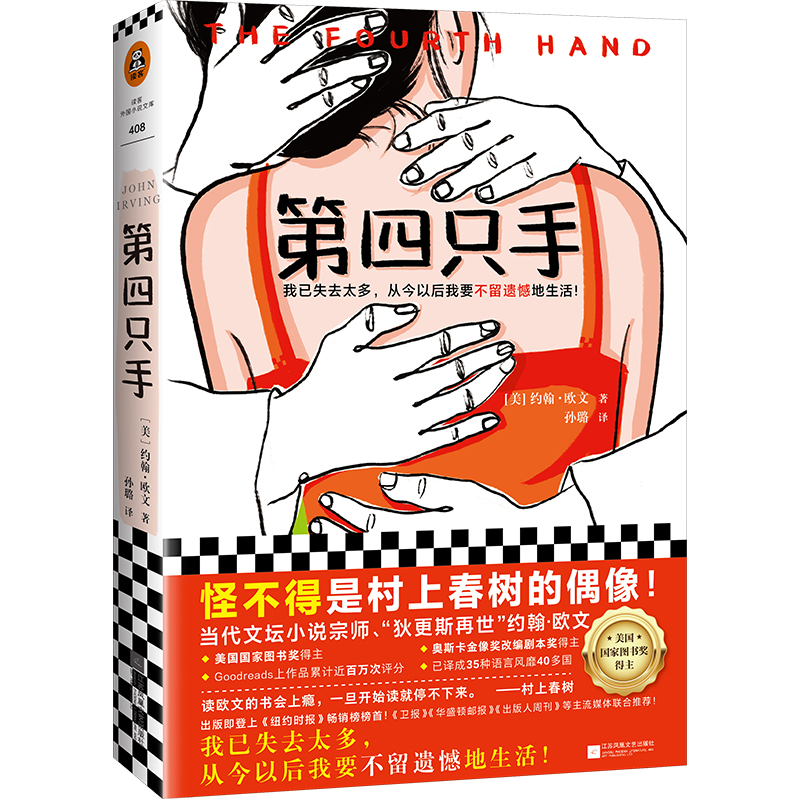 读客
读客
外国小说文库
408
JOHN
IRVING
第四只手
［美］约翰·欧文 著
孙璐 译
THE FOURTH HAND
第四只手
我已失去太多，从今以后我要不留遗憾地生活！
［美］约翰·欧文 著
孙璐 译
怪不得是村上春树的偶像！
当代文坛小说宗师、“狄更斯再世”约翰·欧文
◆ 美国国家图书奖得主 ◆ 奥斯卡金像奖改编剧本奖得主
◆ Goodreads上作品累计近百万次评分 ◆ 已译成35种语言风靡40多国
美国
国家图书奖
得主
读欧文的书会上瘾，一旦开始读就停不下来。 ——村上春树
出版即登上《纽约时报》畅销榜榜首！《卫报》《华盛顿邮报》《出版人周刊》等主流媒体联合推荐！
我已失去太多，
从今以后我要不留遗憾地生活！
江苏凤凰文艺出版社